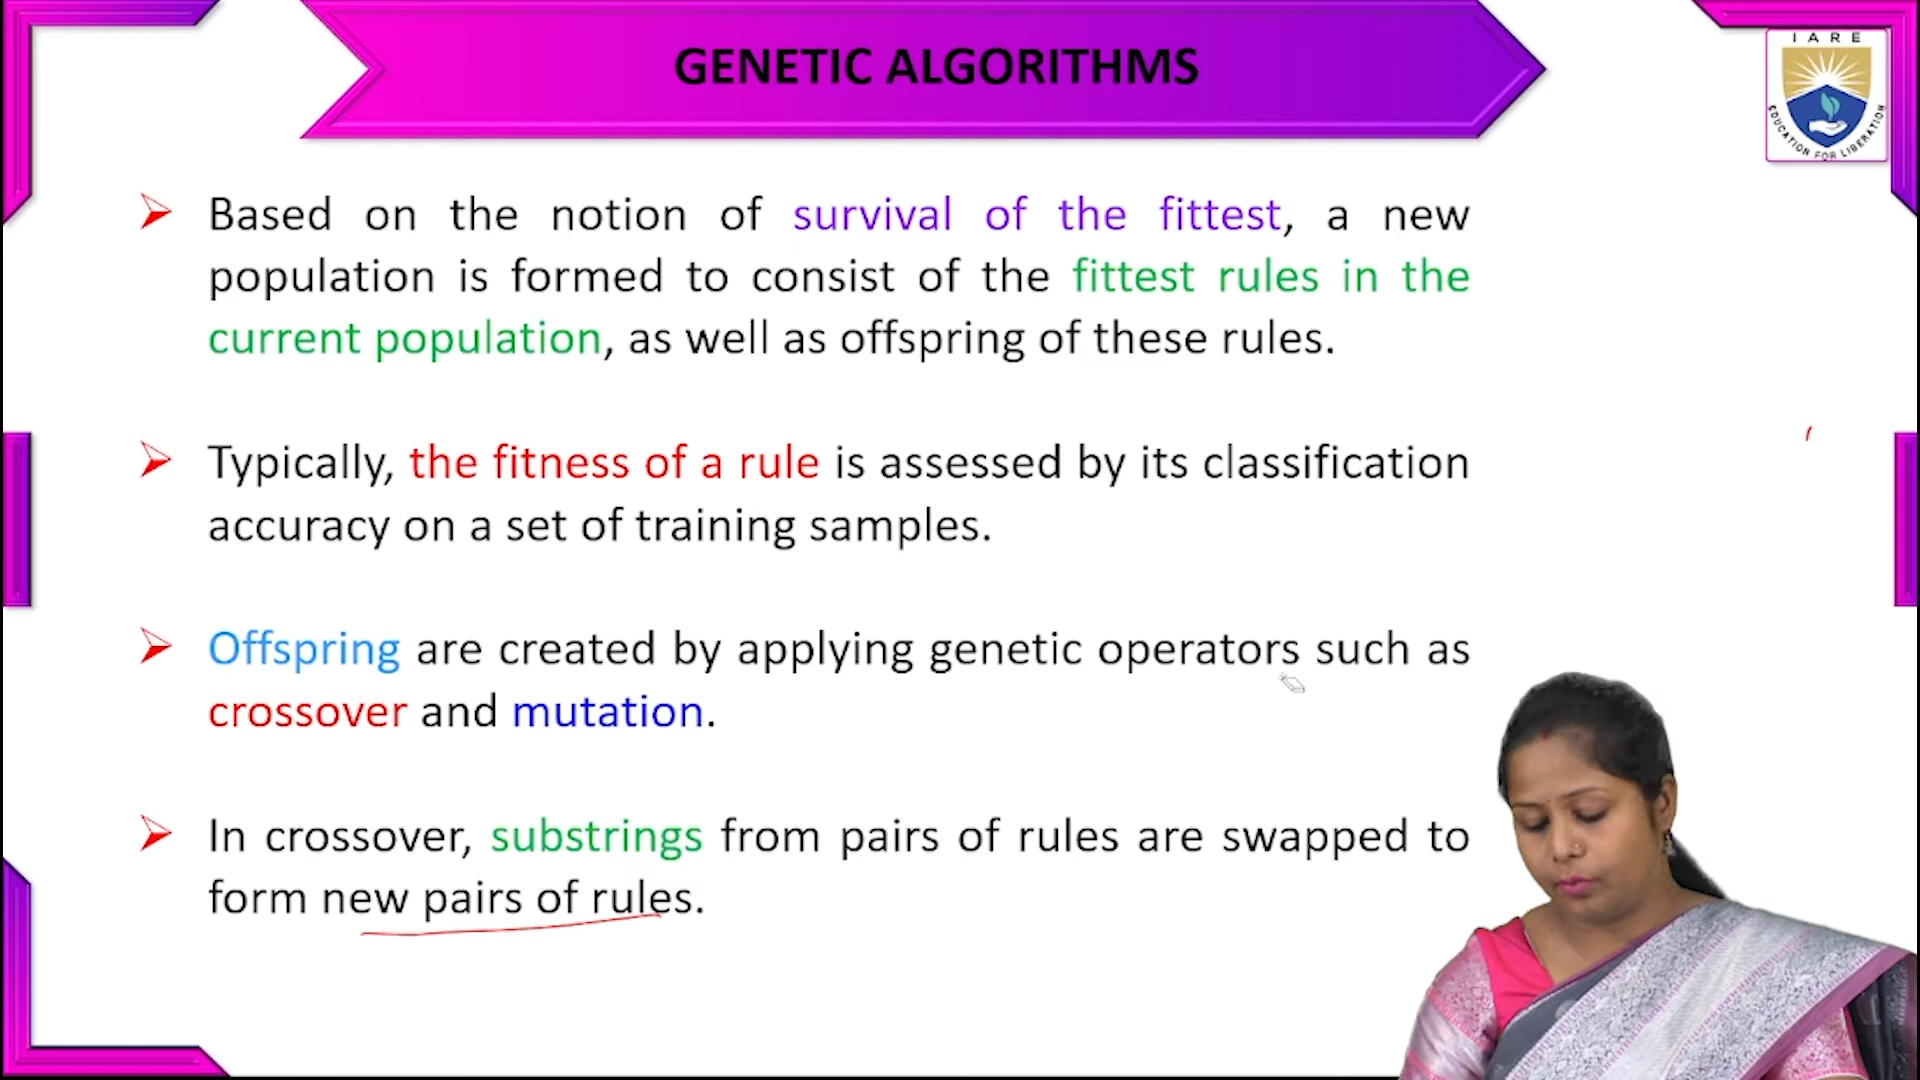 GENETIC ALGORITHMS
IARE
EDUCATION FOR LIBERATION
Based on the notion of survival of the fittest, a new
population is formed to consist of the fittest rules in the
current population, as well as offspring of these rules.
Typically, the fitness of a rule is assessed by its classification
accuracy on a set of training samples.
Offspring are created by applying genetic operators such as
crossover and mutation.
In crossover, substrings from pairs of rules are swapped to
form new pairs of rules.